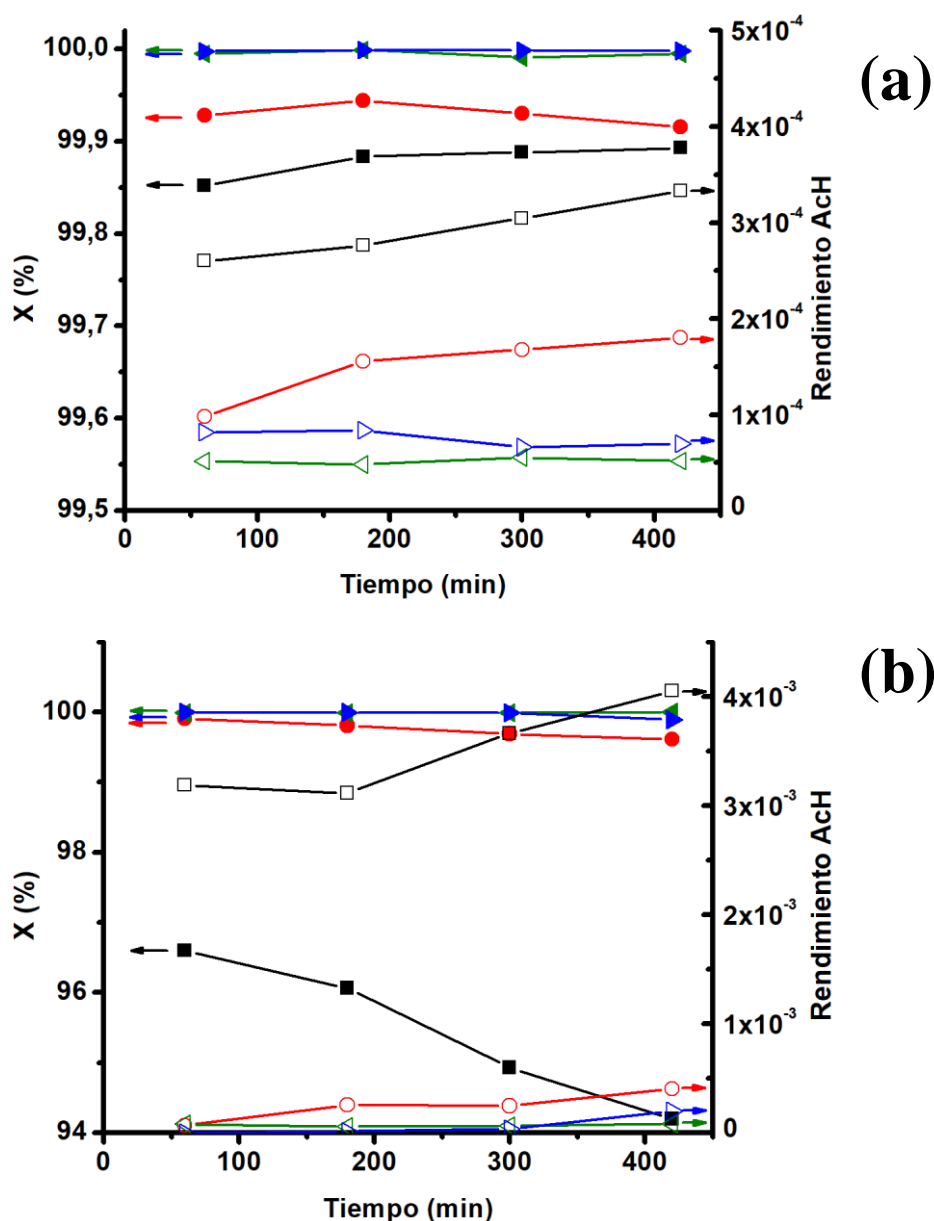 (a)
100,0
99,9
99,8
99,7
99,6
99,5
X (%)
5x10⁻⁴
4x10⁻⁴
3x10⁻⁴
2x10⁻⁴
1x10⁻⁴
0
Rendimiento AcH
0 100 200 300 400
Tiempo (min)
(b)
100
98
96
94
X (%)
4x10⁻³
3x10⁻³
2x10⁻³
1x10⁻³
0
Rendimiento AcH
0 100 200 300 400
Tiempo (min)